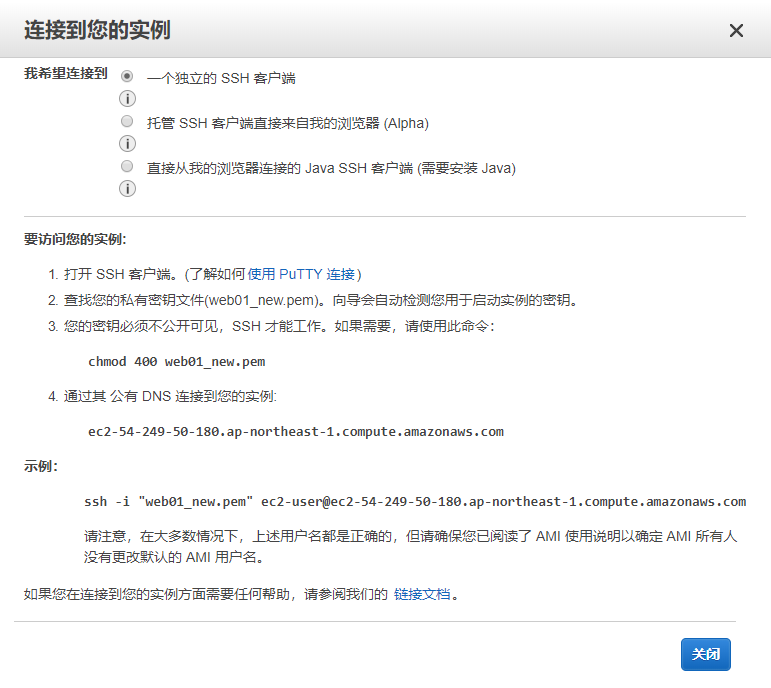 连接到您的实例
我希望连接到
一个独立的 SSH 客户端
托管 SSH 客户端直接来自我的浏览器 (Alpha)
直接从我的浏览器连接的 Java SSH 客户端 (需要安装 Java)
要访问您的实例:
1. 打开 SSH 客户端。(了解如何使用 PuTTY 连接)
2. 查找您的私有密钥文件(web01_new.pem)。向导会自动检测您用于启动实例的密钥。
3. 您的密钥必须不公开可见，SSH 才能工作。如果需要，请使用此命令：
chmod 400 web01_new.pem
4. 通过其 公有 DNS 连接到您的实例:
ec2-54-249-50-180.ap-northeast-1.compute.amazonaws.com
示例：
ssh -i "web01_new.pem" ec2-user@ec2-54-249-50-180.ap-northeast-1.compute.amazonaws.com
请注意，在大多数情况下，上述用户名都是正确的，但请确保您已阅读了 AMI 使用说明以确定 AMI 所有人
没有更改默认的 AMI 用户名。
如果您在连接到您的实例方面需要任何帮助，请参阅我们的 链接文档。
关闭